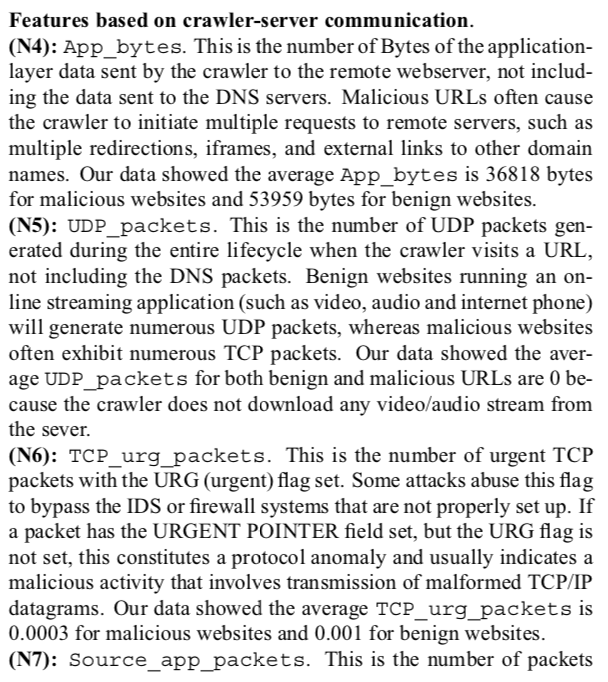 Features based on crawler-server communication.
(N4): App_bytes. This is the number of Bytes of the application-
layer data sent by the crawler to the remote webserver, not includ-
ing the data sent to the DNS servers. Malicious URLs often cause
the crawler to initiate multiple requests to remote servers, such as
multiple redirections, iframes, and external links to other domain
names. Our data showed the average App_bytes is 36818 bytes
for malicious websites and 53959 bytes for benign websites.
(N5): UDP_packets. This is the number of UDP packets gen-
erated during the entire lifecycle when the crawler visits a URL,
not including the DNS packets. Benign websites running an on-
line streaming application (such as video, audio and internet phone)
will generate numerous UDP packets, whereas malicious websites
often exhibit numerous TCP packets. Our data showed the aver-
age UDP_packets for both benign and malicious URLs are 0 be-
cause the crawler does not download any video/audio stream from
the sever.
(N6): TCP_urg_packets. This is the number of urgent TCP
packets with the URG (urgent) flag set. Some attacks abuse this flag
to bypass the IDS or firewall systems that are not properly set up. If
a packet has the URGENT POINTER field set, but the URG flag is
not set, this constitutes a protocol anomaly and usually indicates a
malicious activity that involves transmission of malformed TCP/IP
datagrams. Our data showed the average TCP_urg_packets is
0.0003 for malicious websites and 0.001 for benign websites.
(N7): Source_app_packets. This is the number of packets